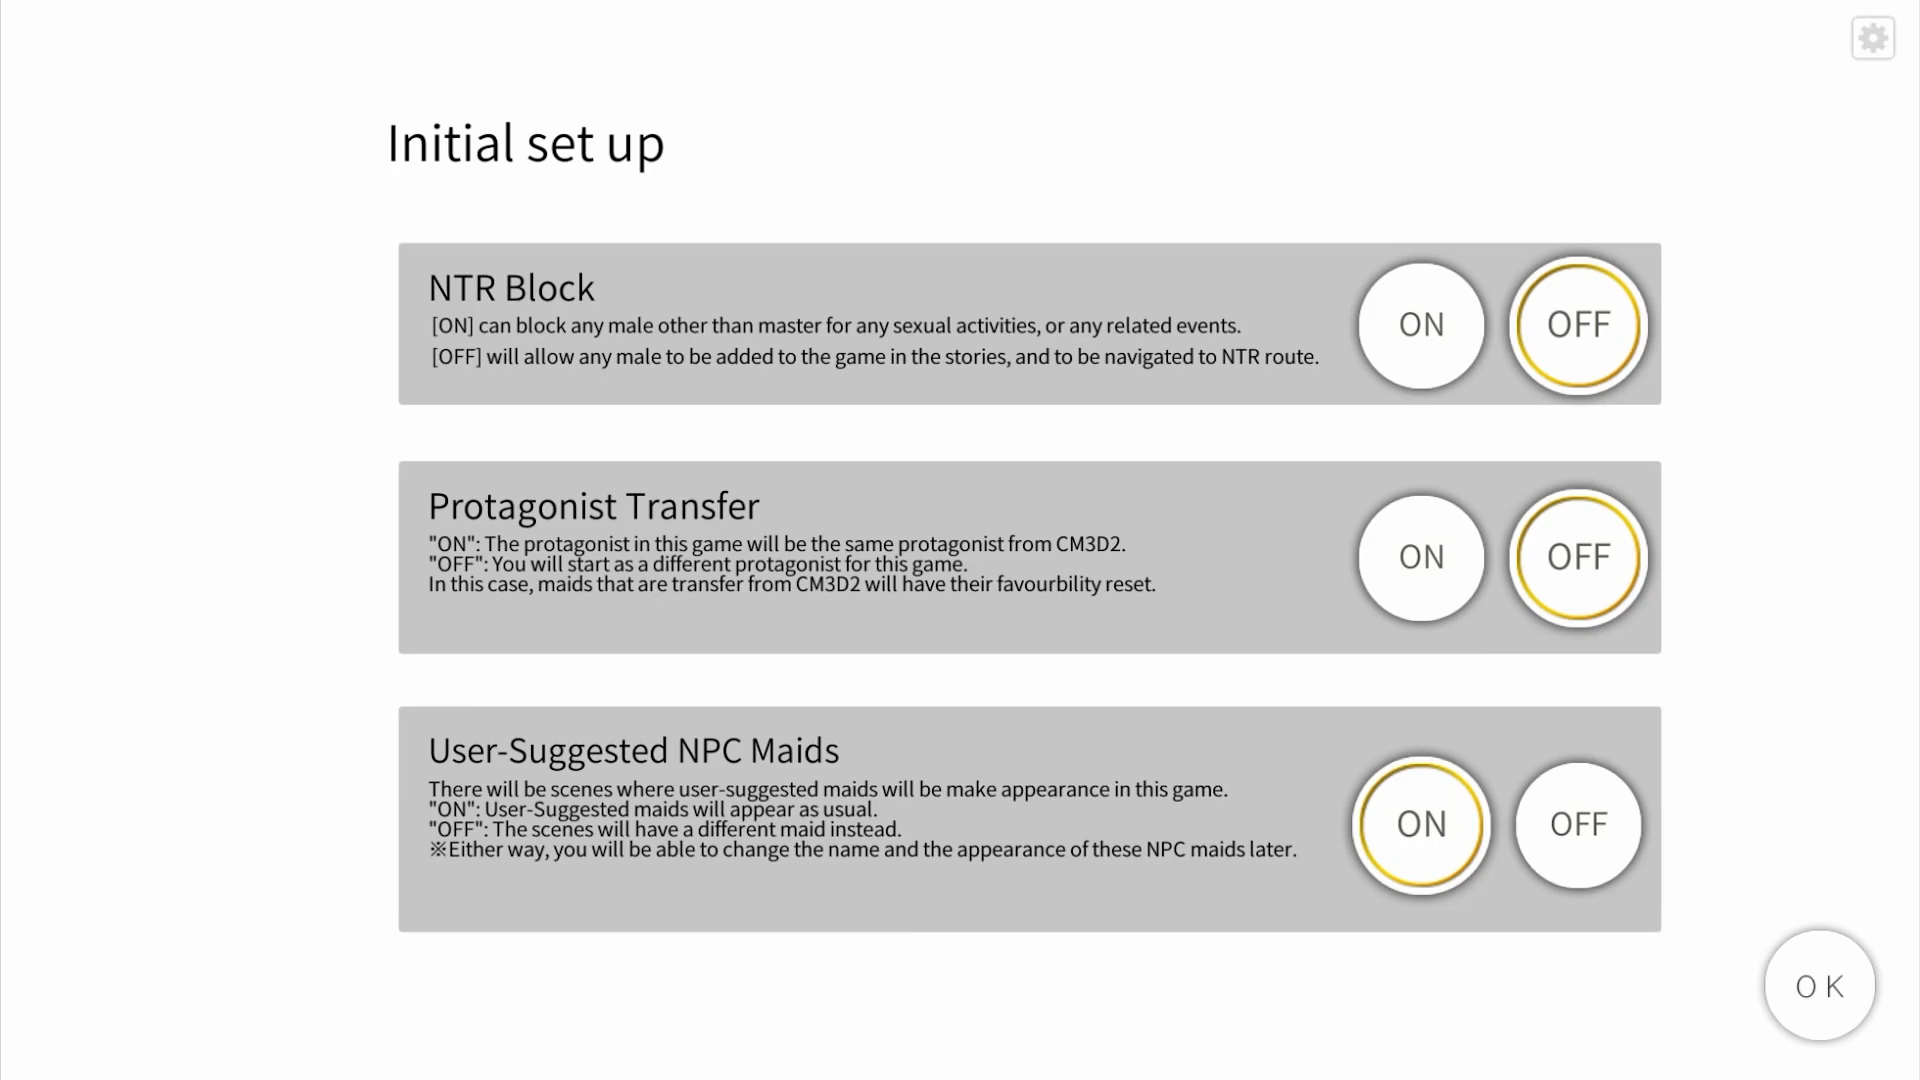 Initial set up
NTR Block
[ON] can block any male other than master for any sexual activities, or any related events.
[OFF] will allow any male to be added to the game in the stories, and to be navigated to NTR route.
ON
OFF
Protagonist Transfer
"ON": The protagonist in this game will be the same protagonist from CM3D2.
"OFF": You will start as a different protagonist for this game.
In this case, maids that are transfer from CM3D2 will have their favourbility reset.
ON
OFF
User-Suggested NPC Maids
There will be scenes where user-suggested maids will be make appearance in this game.
"ON": User-Suggested maids will appear as usual.
"OFF": The scenes will have a different maid instead.
※Either way, you will be able to change the name and the appearance of these NPC maids later.
ON
OFF
OK